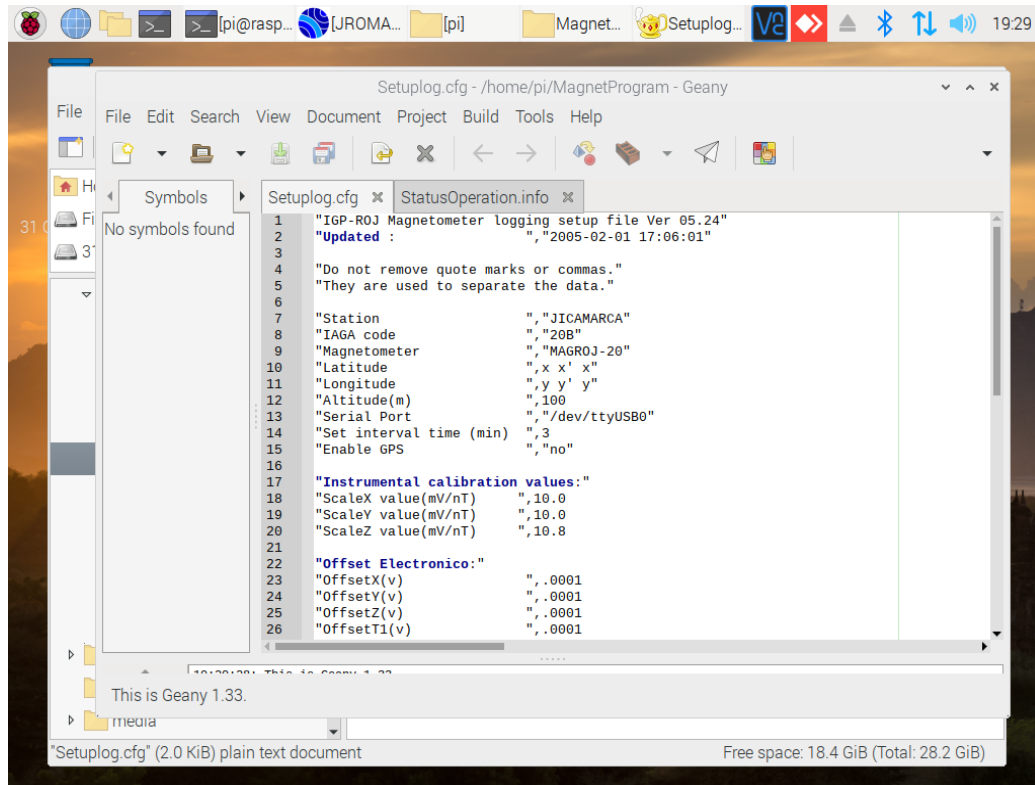 [pi@rasp... [JROMA... [pi] Magnet... Setuplog... 19:29
Setuplog.cfg - /home/pi/MagnetProgram - Geany
File
File Edit Search View Document Project Build Tools Help
Symbols
Setuplog.cfg StatusOperation.info
No symbols found
31
Fi
3
1 "IGP-ROJ Magnetometer logging setup file Ver 05.24"
2 "Updated : ","2005-02-01 17:06:01"
3
4 "Do not remove quote marks or commas."
5 "They are used to separate the data."
6
7 "Station ","JICAMARCA"
8 "IAGA code ","20B"
9 "Magnetometer ","MAGROJ-20"
10 "Latitude ",x x' x"
11 "Longitude ",y y' y"
12 "Altitude(m) ",100
13 "Serial Port ","/dev/ttyUSB0"
14 "Set interval time (min) ",3
15 "Enable GPS ","no"
16
17 "Instrumental calibration values:"
18 "ScaleX value(mV/nT) ",10.0
19 "ScaleY value(mV/nT) ",10.0
20 "ScaleZ value(mV/nT) ",10.8
21
22 "Offset Electronico:"
23 "OffsetX(v) ",.0001
24 "OffsetY(v) ",.0001
25 "OffsetZ(v) ",.0001
26 "OffsetT1(v) ",.0001
This is Geany 1.33.
media
"Setuplog.cfg" (2.0 KiB) plain text document
Free space: 18.4 GiB (Total: 28.2 GiB)